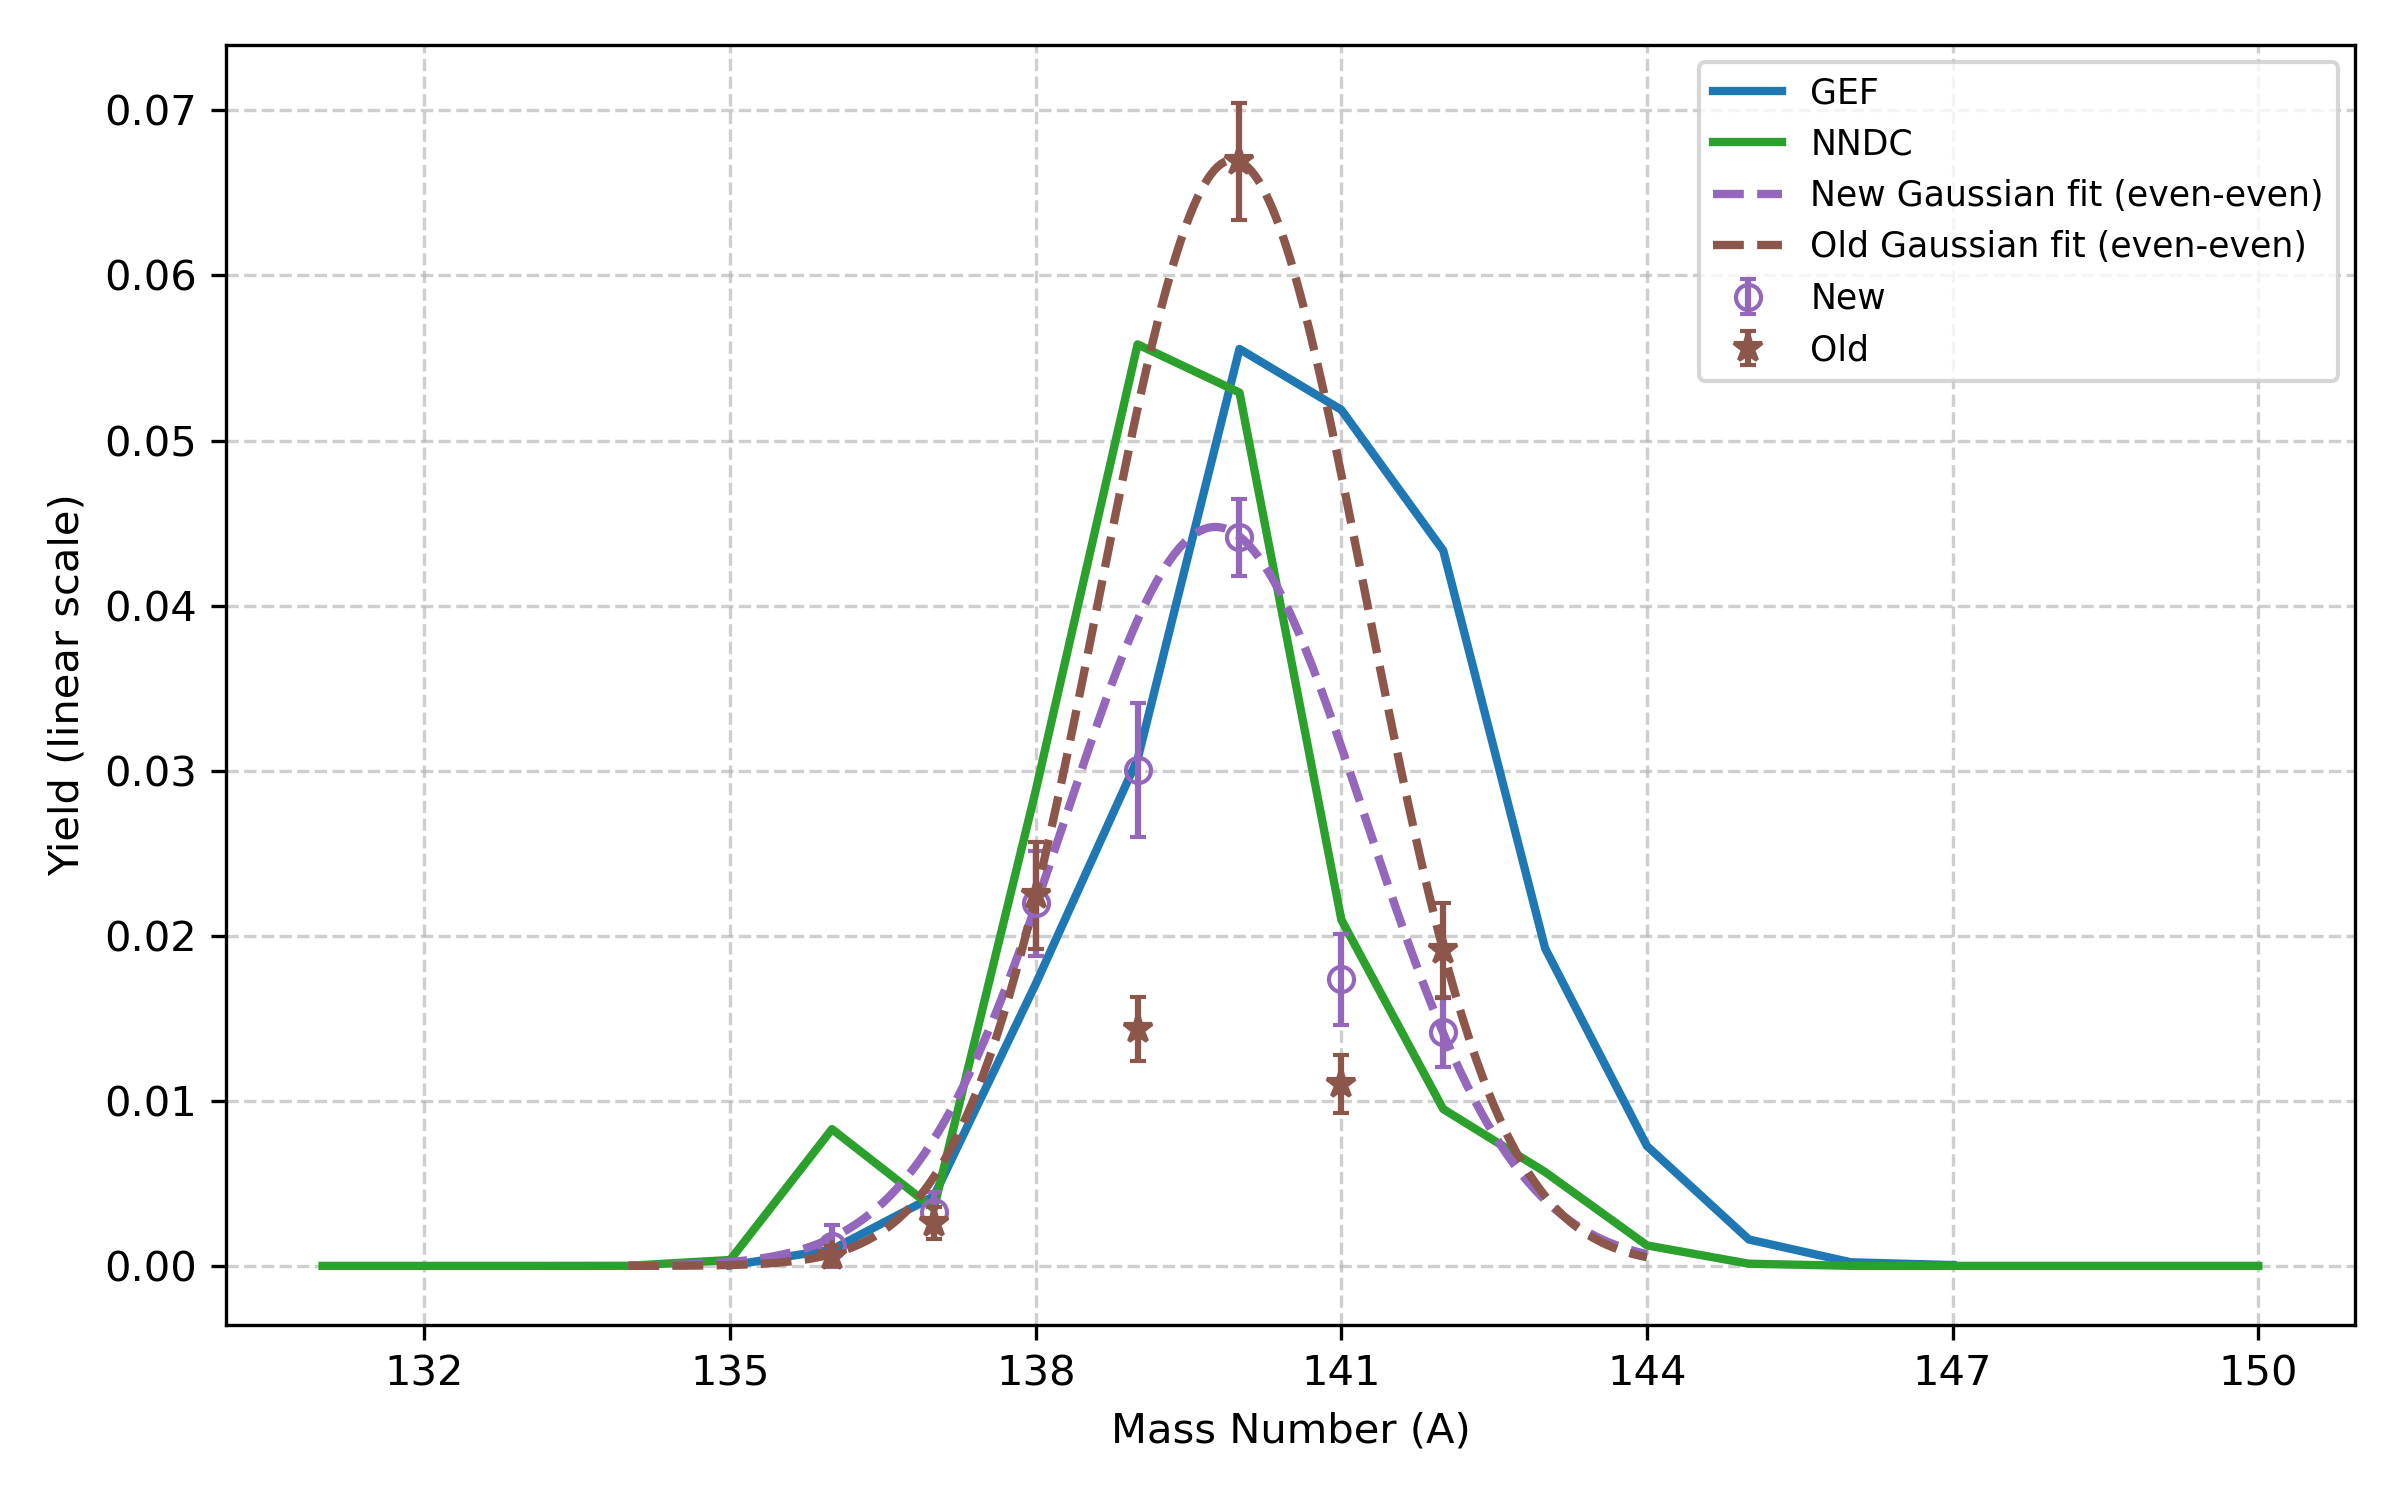 GEF
NNDC
New Gaussian fit (even-even)
Old Gaussian fit (even-even)
New
Old
Yield (linear scale)
0.07
0.06
0.05
0.04
0.03
0.02
0.01
0.00
132 135 138 141 144 147 150
Mass Number (A)